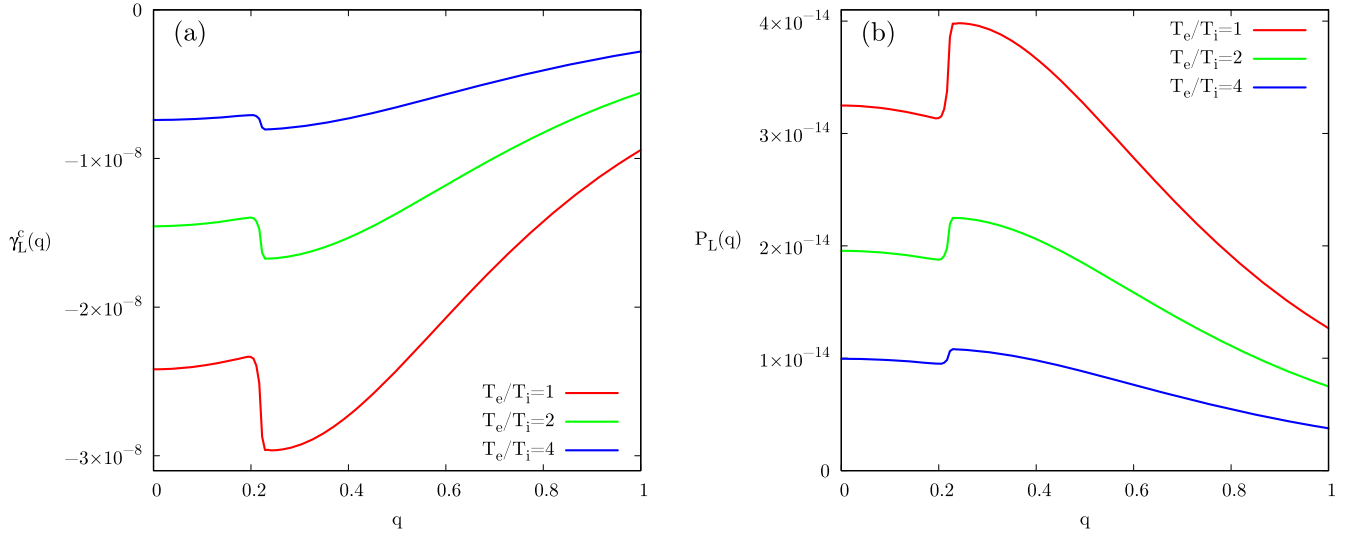 (a)
0
−1×10⁻⁸
−2×10⁻⁸
−3×10⁻⁸
γ_L^c(q)
T_e/T_i=1
T_e/T_i=2
T_e/T_i=4
0 0.2 0.4 0.6 0.8 1
q
(b)
T_e/T_i=1
T_e/T_i=2
T_e/T_i=4
4×10⁻¹⁴
3×10⁻¹⁴
2×10⁻¹⁴
1×10⁻¹⁴
0
P_L(q)
0 0.2 0.4 0.6 0.8 1
q